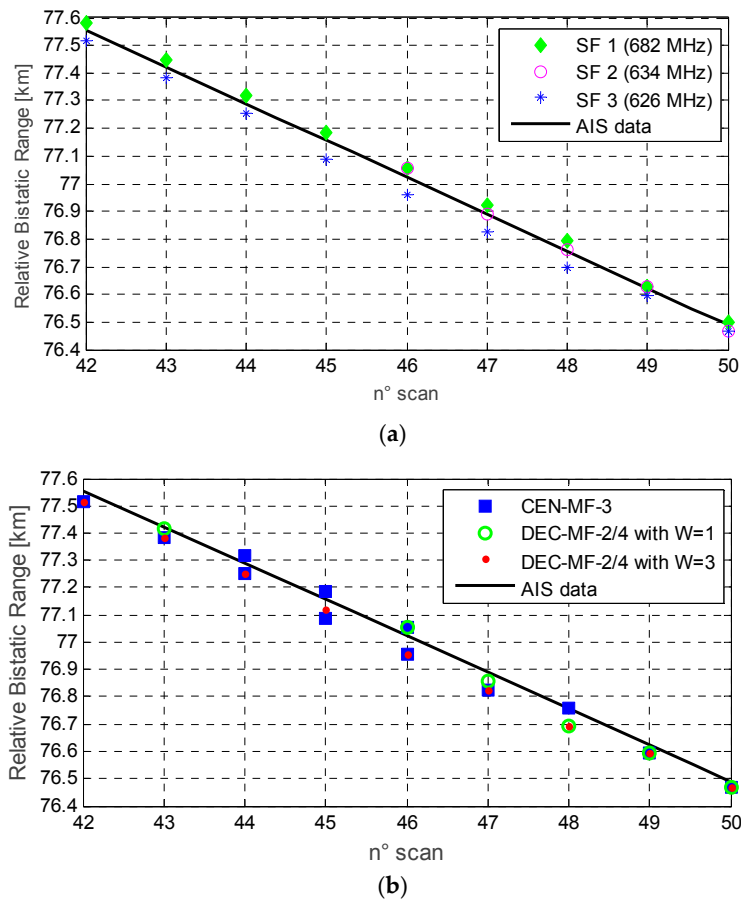 77.6
77.5
77.4
77.3
77.2
77.1
77
76.9
76.8
76.7
76.6
76.5
76.4
Relative Bistatic Range [km]
SF 1 (682 MHz)
SF 2 (634 MHz)
SF 3 (626 MHz)
AIS data
42 43 44 45 46 47 48 49 50
n° scan
(a)
77.6
77.5
77.4
77.3
77.2
77.1
77
76.9
76.8
76.7
76.6
76.5
76.4
Relative Bistatic Range [km]
CEN-MF-3
DEC-MF-2/4 with W=1
DEC-MF-2/4 with W=3
AIS data
42 43 44 45 46 47 48 49 50
n° scan
(b)